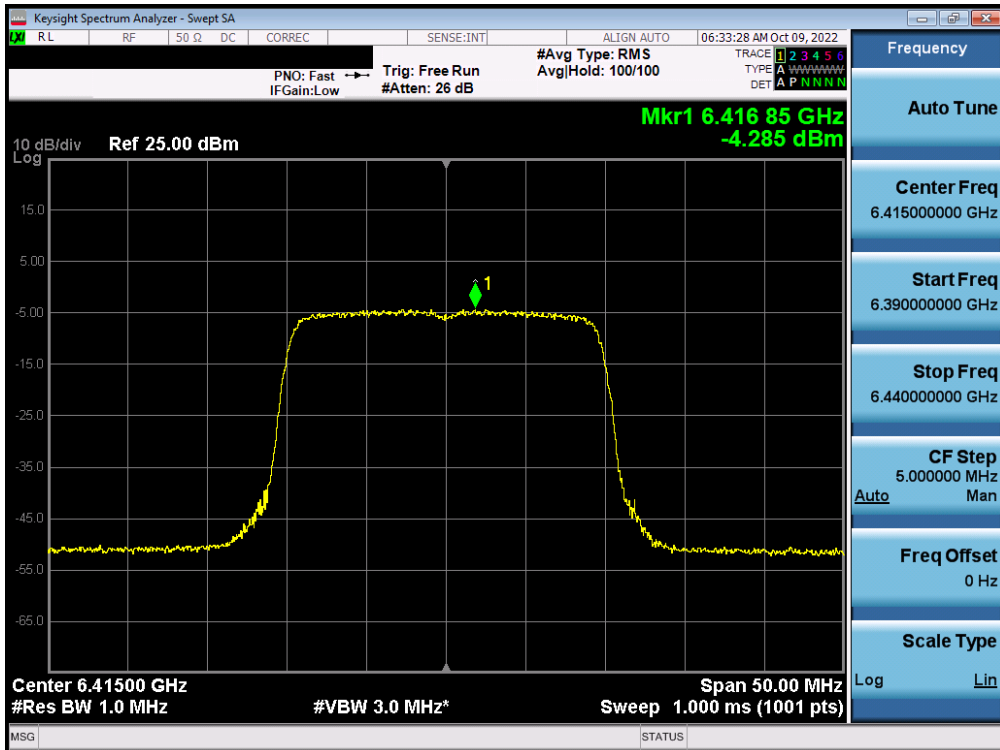 Keysight Spectrum Analyzer - Swept SA
LXI RL RF 50 Ω DC CORREC SENSE:INT ALIGN AUTO 06:33:28 AM Oct 09, 2022
PNO: Fast
IFGain:Low
Trig: Free Run
#Atten: 26 dB
#Avg Type: RMS
Avg|Hold: 100/100
TRACE 1 2 3 4 5 6
TYPE A WWWWW
DET A P N N N N
Mkr1 6.416 85 GHz
-4.285 dBm
10 dB/div Ref 25.00 dBm
Log
15.0
5.00
-5.00
-15.0
-25.0
-35.0
-45.0
-55.0
-65.0
1
Center 6.41500 GHz Span 50.00 MHz
#Res BW 1.0 MHz #VBW 3.0 MHz* Sweep 1.000 ms (1001 pts)
MSG STATUS
Frequency
Auto Tune
Center Freq
6.415000000 GHz
Start Freq
6.390000000 GHz
Stop Freq
6.440000000 GHz
CF Step
5.000000 MHz
Auto Man
Freq Offset
0 Hz
Scale Type
Log Lin